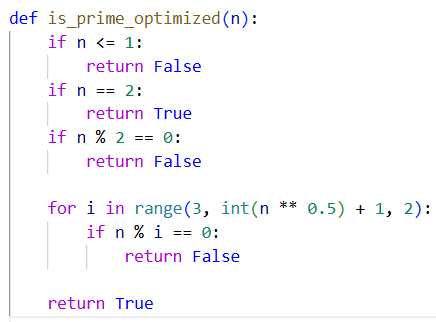 def is_prime_optimized(n):
    if n <= 1:
        return False
    if n == 2:
        return True
    if n % 2 == 0:
        return False

    for i in range(3, int(n ** 0.5) + 1, 2):
        if n % i == 0:
            return False

    return True